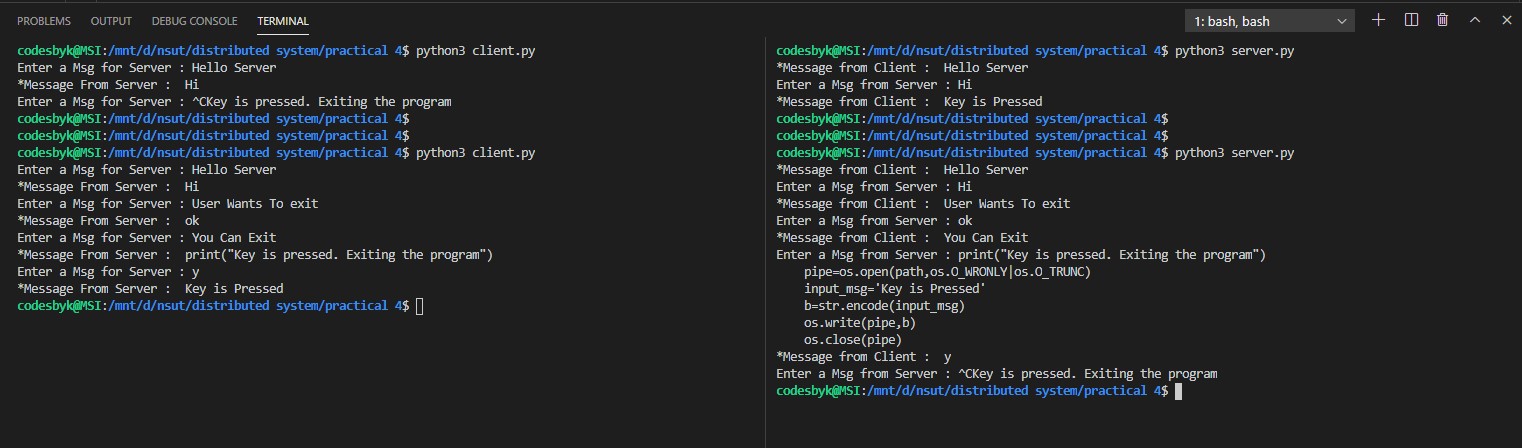 PROBLEMS OUTPUT DEBUG CONSOLE TERMINAL 1: bash, bash
codesbyk@MSI:/mnt/d/nsut/distributed system/practical 4$ python3 client.py
Enter a Msg for Server : Hello Server
*Message From Server :  Hi
Enter a Msg for Server : ^CKey is pressed. Exiting the program
codesbyk@MSI:/mnt/d/nsut/distributed system/practical 4$
codesbyk@MSI:/mnt/d/nsut/distributed system/practical 4$
codesbyk@MSI:/mnt/d/nsut/distributed system/practical 4$ python3 client.py
Enter a Msg for Server : Hello Server
*Message From Server :  Hi
Enter a Msg for Server : User Wants To exit
*Message From Server :  ok
Enter a Msg for Server : You Can Exit
*Message From Server :  print("Key is pressed. Exiting the program")
Enter a Msg for Server : y
*Message From Server :  Key is Pressed
codesbyk@MSI:/mnt/d/nsut/distributed system/practical 4$
codesbyk@MSI:/mnt/d/nsut/distributed system/practical 4$ python3 server.py
*Message from Client :  Hello Server
Enter a Msg from Server : Hi
*Message from Client :  Key is Pressed
codesbyk@MSI:/mnt/d/nsut/distributed system/practical 4$
codesbyk@MSI:/mnt/d/nsut/distributed system/practical 4$
codesbyk@MSI:/mnt/d/nsut/distributed system/practical 4$ python3 server.py
*Message from Client :  Hello Server
Enter a Msg from Server : Hi
*Message from Client :  User Wants To exit
Enter a Msg from Server : ok
*Message from Client :  You Can Exit
Enter a Msg from Server : print("Key is pressed. Exiting the program")
    pipe=os.open(path,os.O_WRONLY|os.O_TRUNC)
    input_msg='Key is Pressed'
    b=str.encode(input_msg)
    os.write(pipe,b)
    os.close(pipe)
*Message from Client :  y
Enter a Msg from Server : ^CKey is pressed. Exiting the program
codesbyk@MSI:/mnt/d/nsut/distributed system/practical 4$